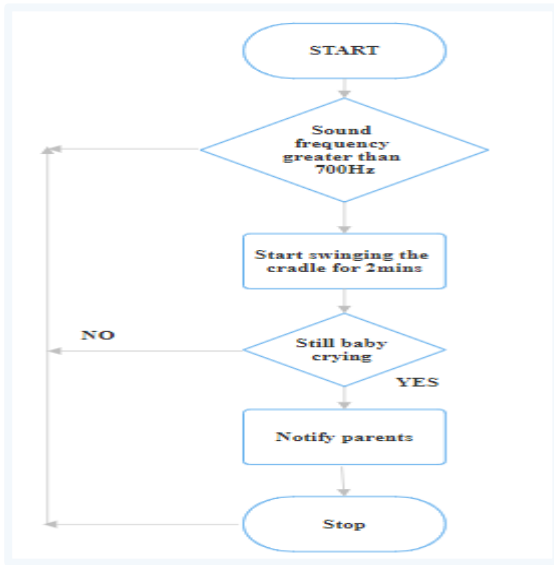 START
Sound
frequency
greater than
700Hz
Start swinging the
cradle for 2mins
NO
Still baby
crying
YES
Notify parents
Stop